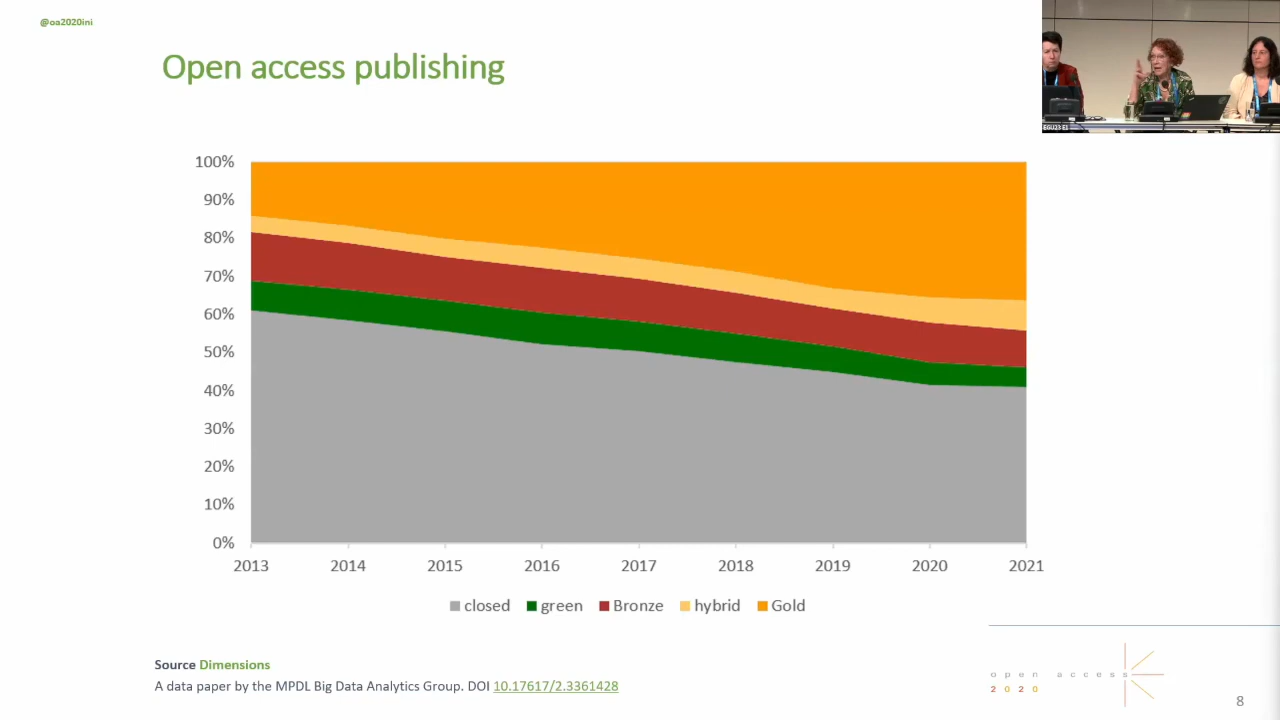 @oa2020ini
Open access publishing
100%
90%
80%
70%
60%
50%
40%
30%
20%
10%
0%
2013 2014 2015 2016 2017 2018 2019 2020 2021
closed green Bronze hybrid Gold
Source Dimensions
A data paper by the MPDL Big Data Analytics Group. DOI 10.17617/2.3361428
open access
2020
8